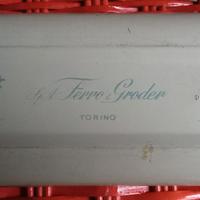 S.A. Ferro & Groder
TORINO